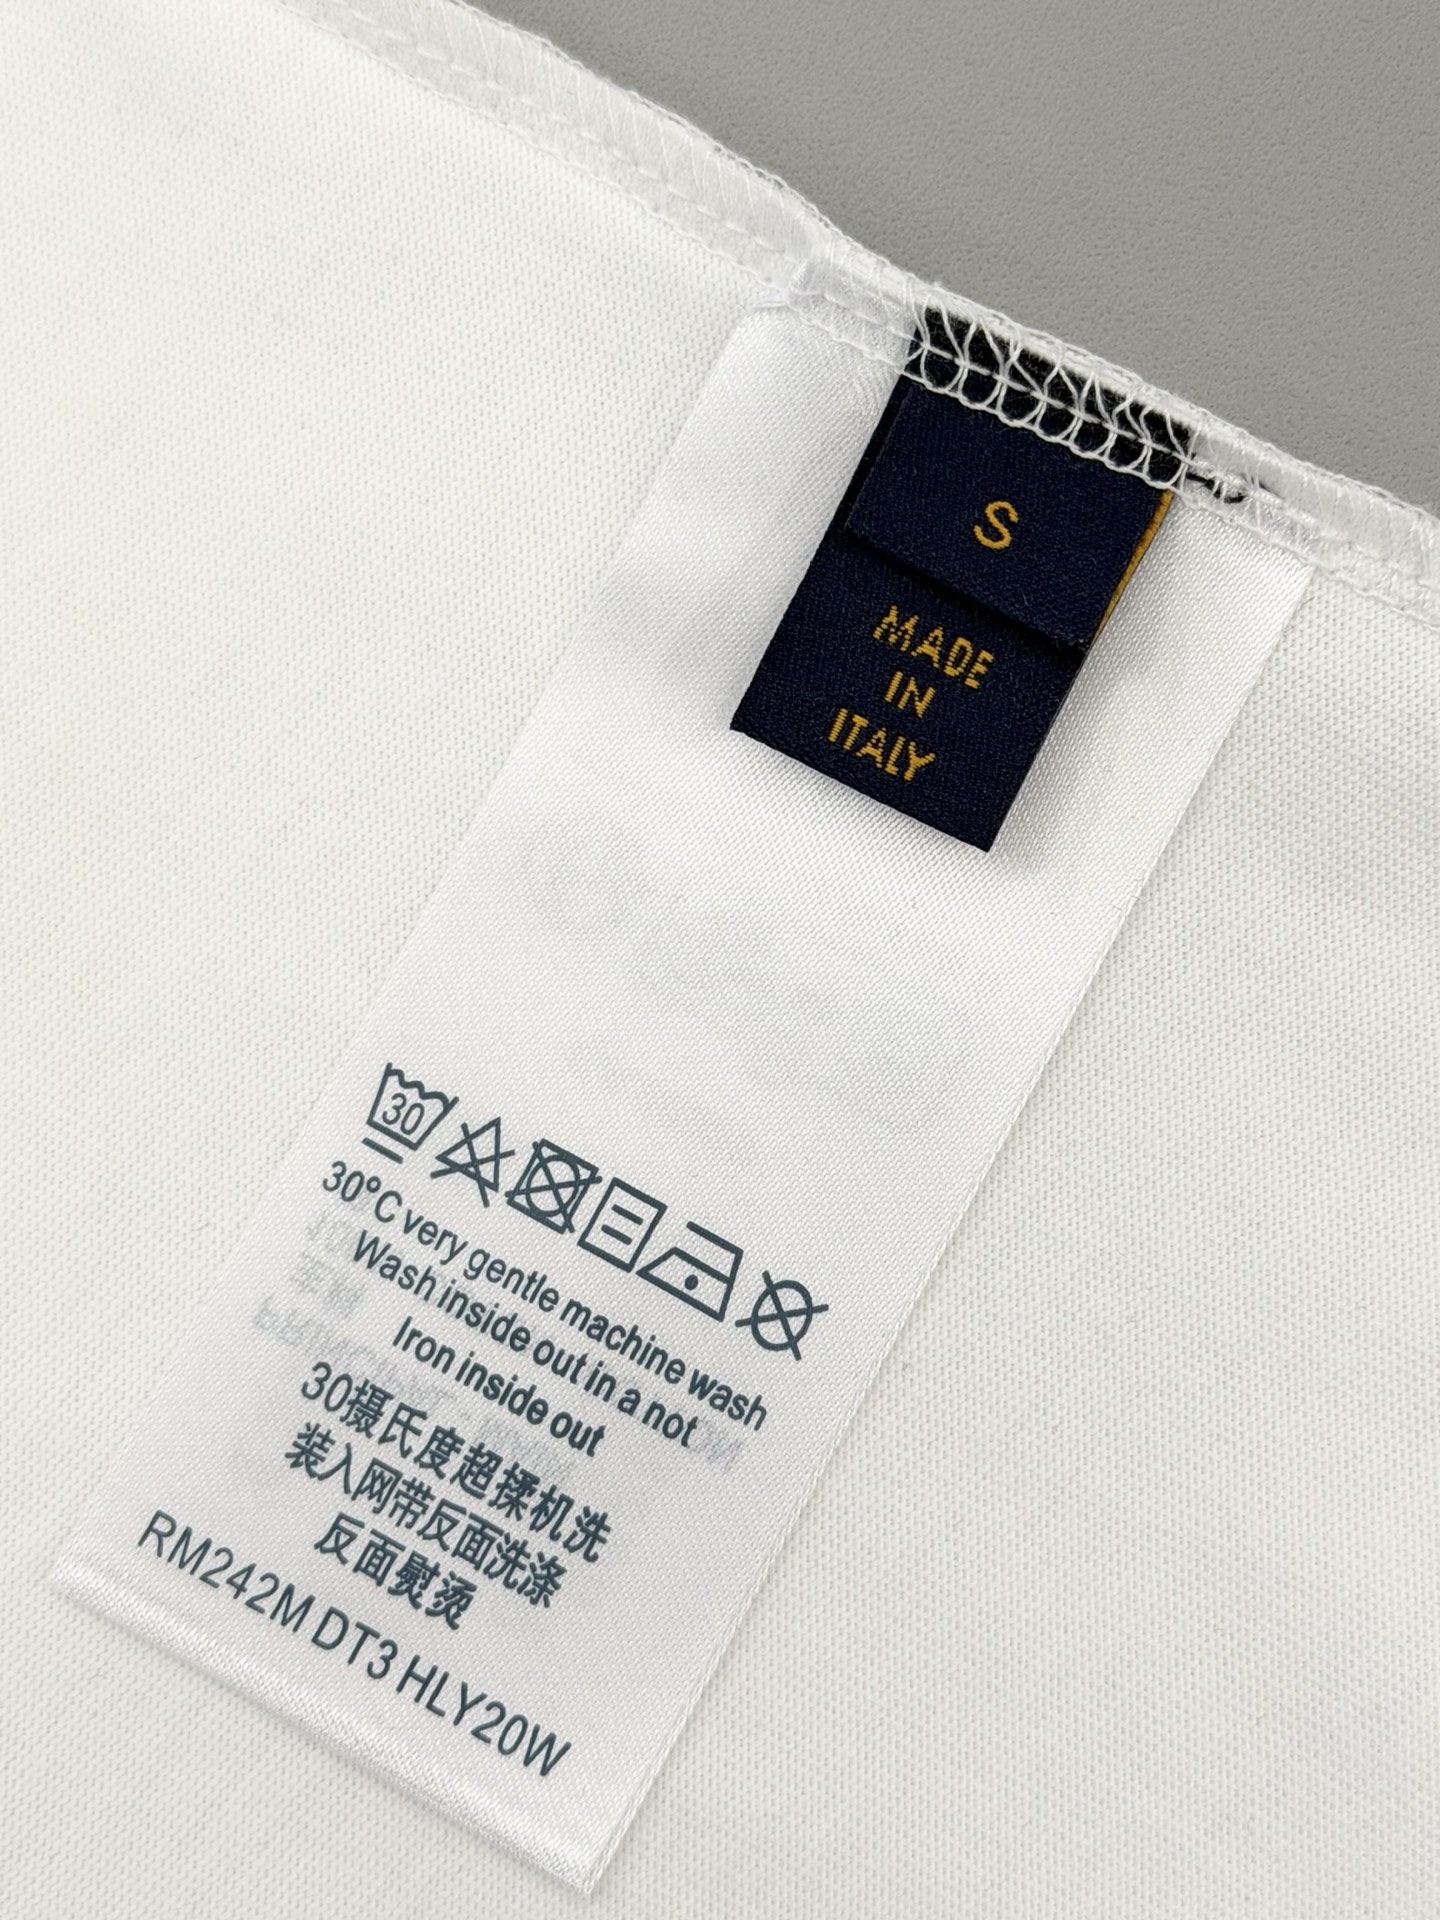 S
MADE
IN
ITALY
30
30°C very gentle machine wash
Wash inside out in a not
Iron inside out
30摄氏度超揉机洗
装入网带反面洗涤
反面熨烫
RM242M DT3 HLY20W